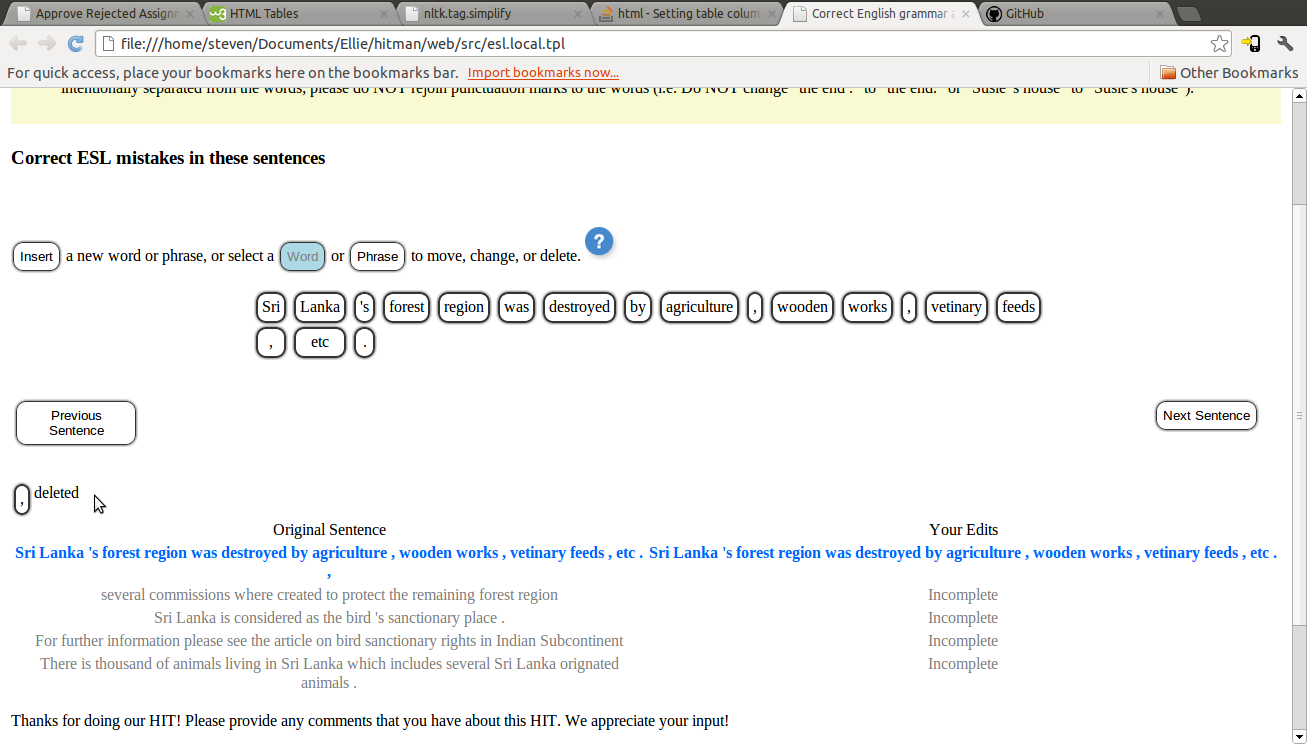 Approve Rejected Assignm
HTML Tables
nltk.tag.simplify
html - Setting table colum
Correct English grammar a
GitHub
file:///home/steven/Documents/Ellie/hitman/web/src/esl.local.tpl
For quick access, place your bookmarks here on the bookmarks bar. Import bookmarks now...
Other Bookmarks
intentionally separated from the words, please do NOT rejoin punctuation marks to the words (i.e. Do NOT change "the end ." to "the end." or "Susie 's house" to "Susie's house").
Correct ESL mistakes in these sentences
Insert a new word or phrase, or select a Word or Phrase to move, change, or delete. ?
Sri Lanka 's forest region was destroyed by agriculture , wooden works , vetinary feeds
, etc .
Previous
Sentence
Next Sentence
, deleted
Original Sentence Your Edits
Sri Lanka 's forest region was destroyed by agriculture , wooden works , vetinary feeds , etc . Sri Lanka 's forest region was destroyed by agriculture , wooden works , vetinary feeds , etc .
,
several commissions where created to protect the remaining forest region Incomplete
Sri Lanka is considered as the bird 's sanctionary place . Incomplete
For further information please see the article on bird sanctionary rights in Indian Subcontinent Incomplete
There is thousand of animals living in Sri Lanka which includes several Sri Lanka orignated Incomplete
animals .
Thanks for doing our HIT! Please provide any comments that you have about this HIT. We appreciate your input!